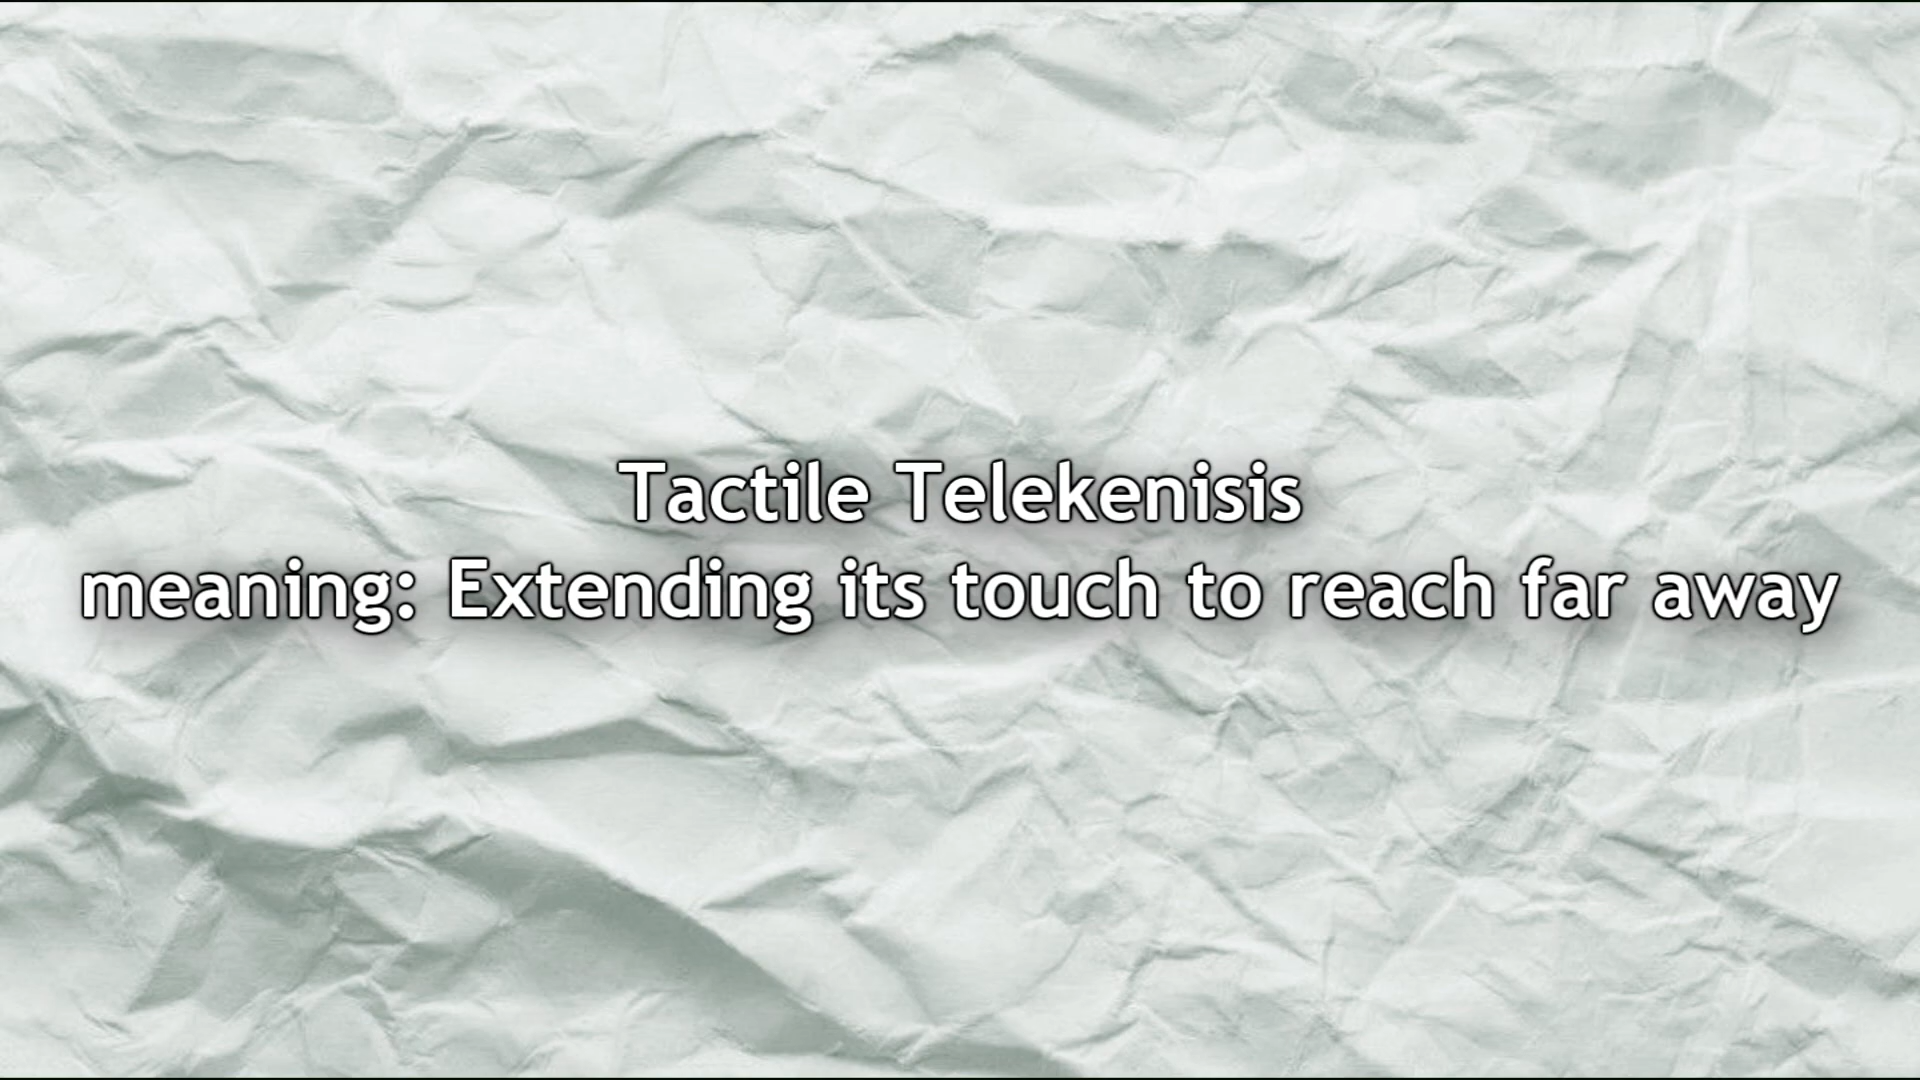 Tactile Telekenisis
meaning: Extending its touch to reach far away